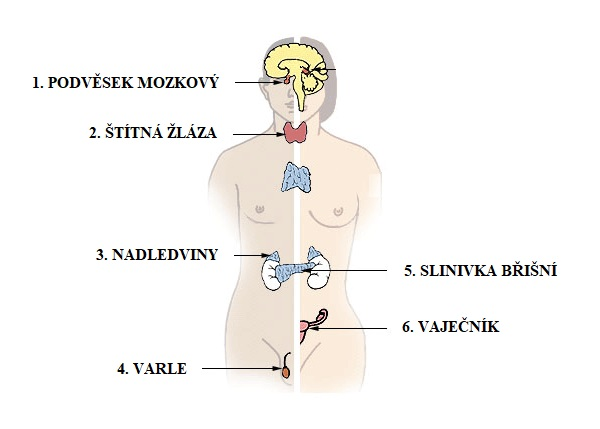 1. PODVĚSEK MOZKOVÝ
2. ŠTÍTNÁ ŽLÁZA
3. NADLEDVINY
5. SLINIVKA BŘIŠNÍ
6. VAJEČNÍK
4. VARLE